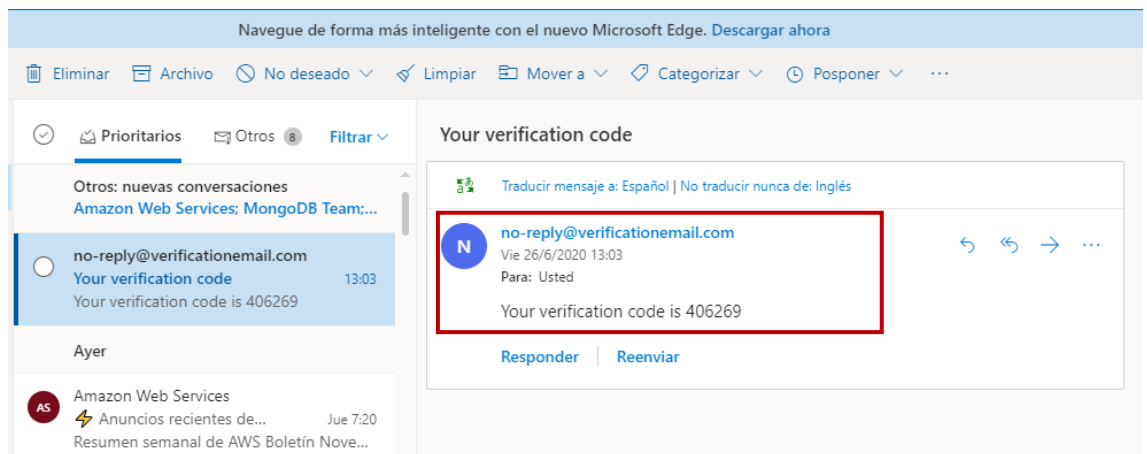 Navegue de forma más inteligente con el nuevo Microsoft Edge. Descargar ahora
Eliminar Archivo No deseado Limpiar Mover a Categorizar Posponer ...
Prioritarios Otros 8 Filtrar
Otros: nuevas conversaciones
Amazon Web Services; MongoDB Team;...
no-reply@verificationemail.com
Your verification code 13:03
Your verification code is 406269
Ayer
AS
Amazon Web Services
Anuncios recientes de... Jue 7:20
Resumen semanal de AWS Boletín Nove...
Your verification code
Traducir mensaje a: Español | No traducir nunca de: Inglés
N
no-reply@verificationemail.com
Vie 26/6/2020 13:03
Para: Usted
Your verification code is 406269
Responder Reenviar